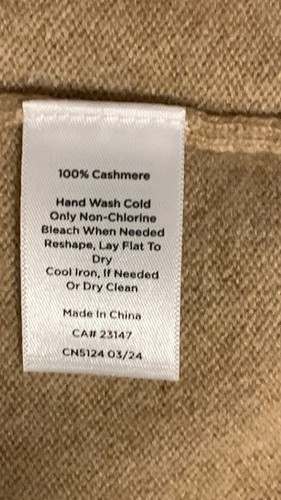 100% Cashmere
Hand Wash Cold
Only Non-Chlorine
Bleach When Needed
Reshape, Lay Flat To
Dry
Cool Iron, If Needed
Or Dry Clean
Made In China
CA# 23147
CN5124 03/24